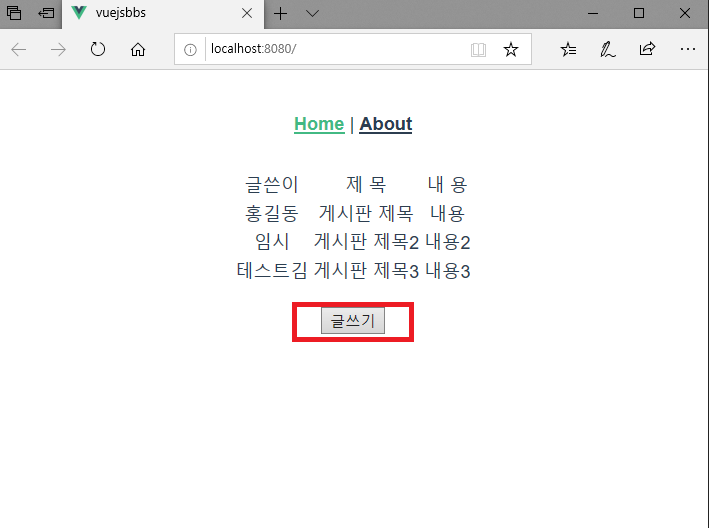 vuejsbbs
localhost:8080/
Home | About
글쓴이 제 목 내 용
홍길동 게시판 제목 내용
임시 게시판 제목2 내용2
테스트김 게시판 제목3 내용3
글쓰기